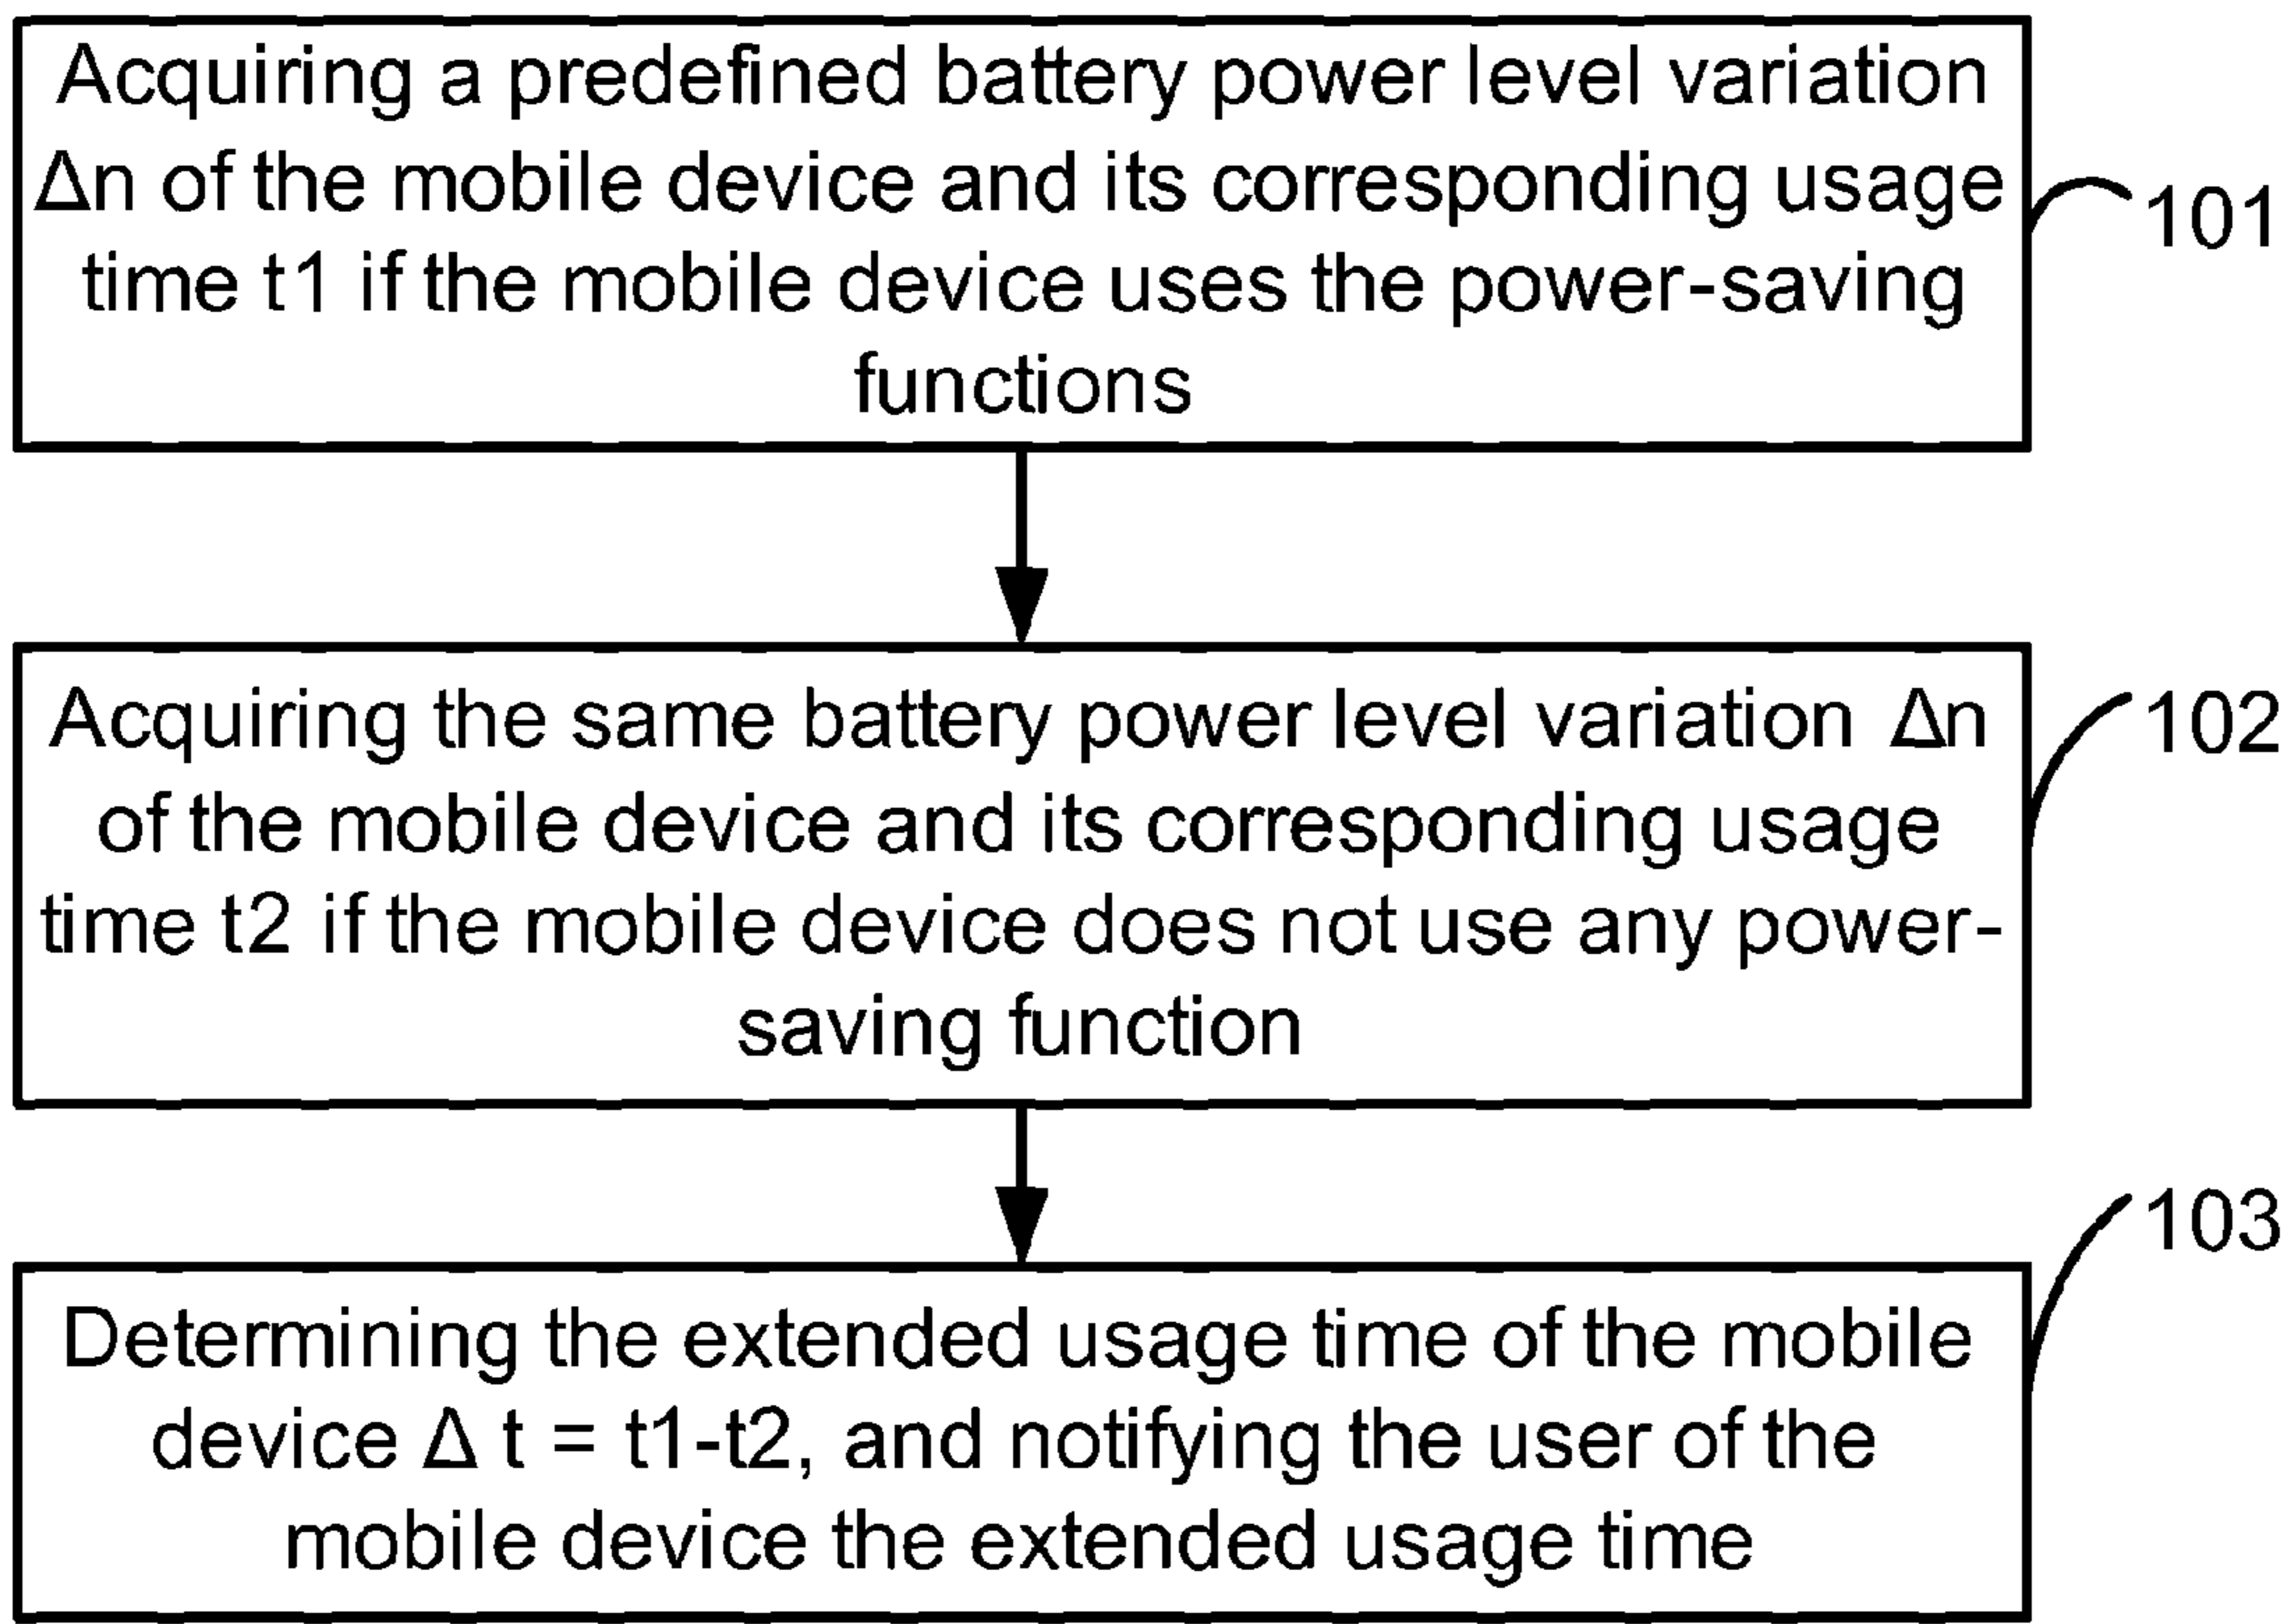 Acquiring a predefined battery power level variation
Δn of the mobile device and its corresponding usage
time t1 if the mobile device uses the power-saving
functions
101
Acquiring the same battery power level variation Δn
of the mobile device and its corresponding usage
time t2 if the mobile device does not use any power-
saving function
102
103
Determining the extended usage time of the mobile
device Δ t = t1-t2, and notifying the user of the
mobile device the extended usage time